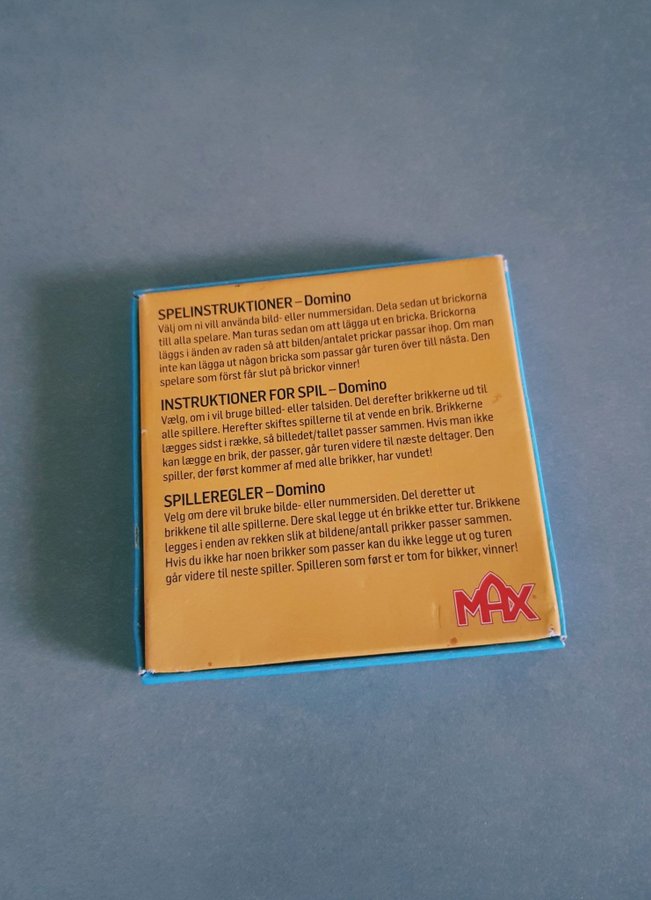 SPELINSTRUKTIONER – Domino
Välj om ni vill använda bild- eller nummersidan. Dela sedan ut brickorna
till alla spelare. Man turas sedan om att lägga ut en bricka. Brickorna
läggs i änden av raden så att bilden/antalet prickar passar ihop. Om man
inte kan lägga ut någon bricka som passar går turen över till nästa. Den
spelare som först får slut på brickor vinner!
INSTRUKTIONER FOR SPIL – Domino
Vælg, om i vil bruge billed- eller talsiden. Del derefter brikkerne ud til
alle spillere. Herefter skiftes spillerne til at vende en brik. Brikkerne
lægges sidst i række, så billedet/tallet passer sammen. Hvis man ikke
kan lægge en brik, der passer, går turen videre til næste deltager. Den
spiller, der først kommer af med alle brikker, har vundet!
SPILLEREGLER – Domino
Velg om dere vil bruke bilde- eller nummersiden. Del deretter ut
brikkene til alle spillerne. Dere skal legge ut én brikke etter tur. Brikkene
legges i enden av rekken slik at bildene/antall prikker passer sammen.
Hvis du ikke har noen brikker som passer kan du ikke legge ut og turen
går videre til neste spiller. Spilleren som først er tom for bikker, vinner!
MAX